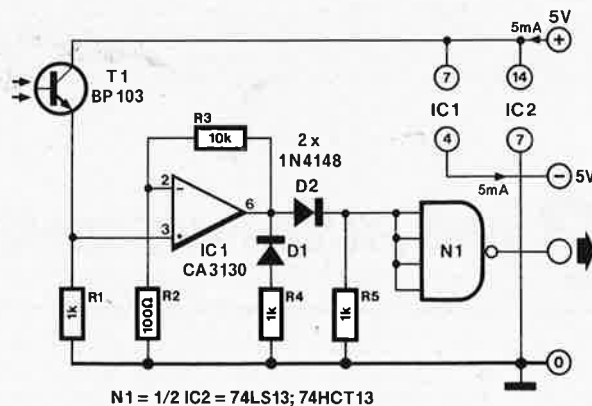 5mA
5V
+
T1
BP 103
7
14
IC1
IC2
R3
10k
2 x
1N4148
4
7
5mA
−
5V
2
−
6
D2
3
+
IC1
CA3130
D1
N1
R1
1k
R2
100Ω
R4
1k
R5
1k
0
N1 = 1/2 IC2 = 74LS13; 74HCT13